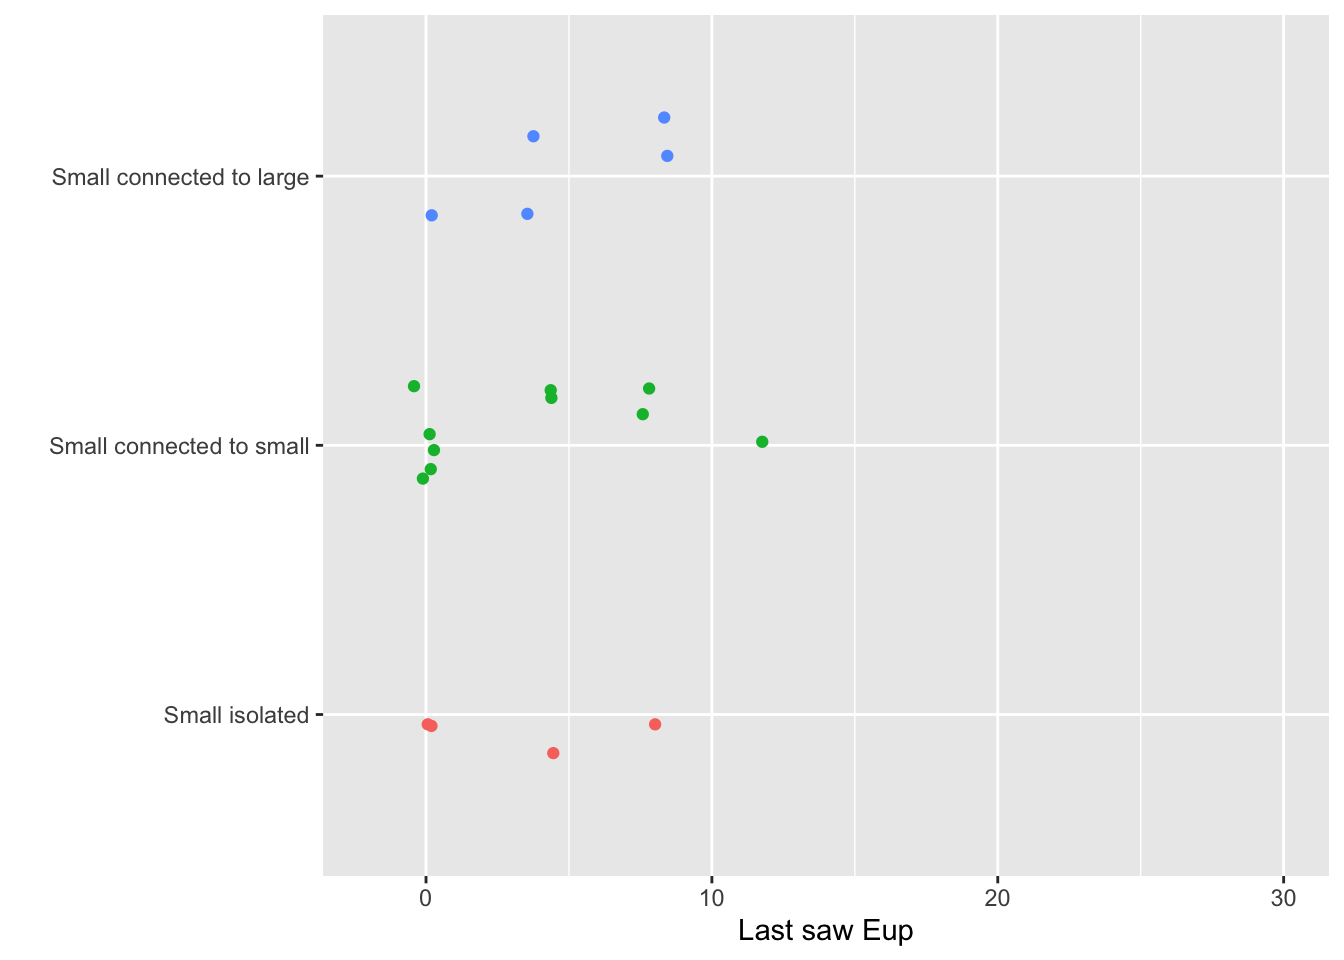 Small connected to large
Small connected to small
Small isolated
0 10 20 30
Last saw Eup